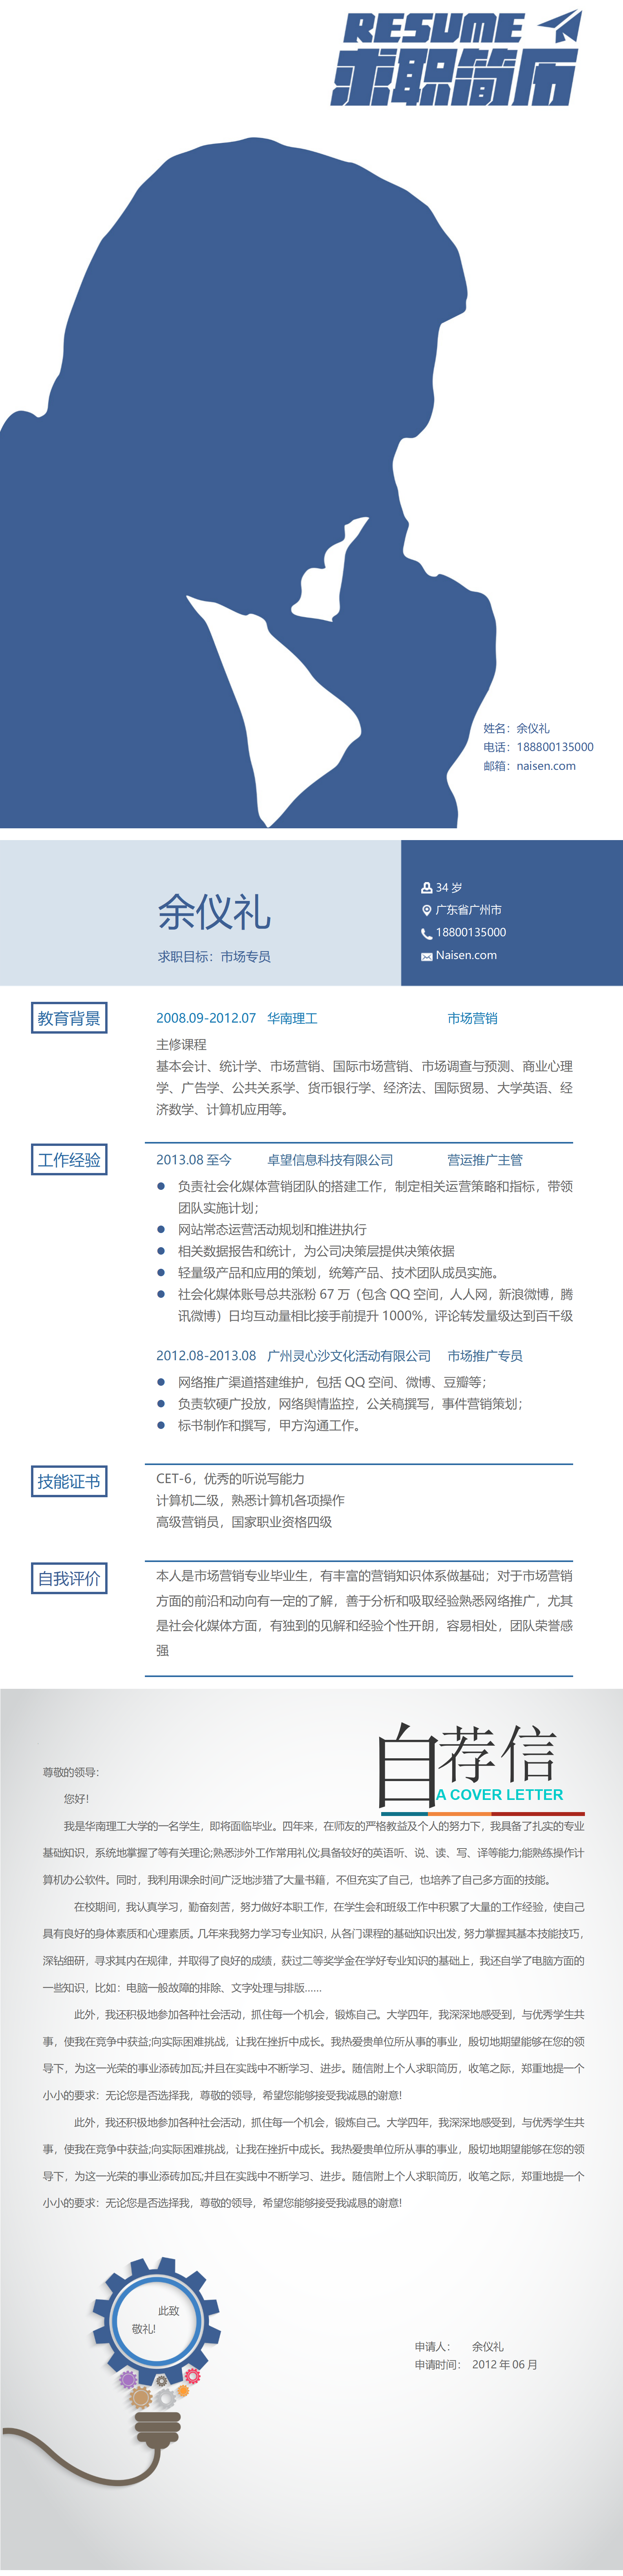 RESUME
求职简历
姓名：余仪礼
电话：188800135000
邮箱：naisen.com
余仪礼
求职目标：市场专员
34 岁
广东省广州市
18800135000
Naisen.com
教育背景
2008.09-2012.07 华南理工 市场营销
主修课程
基本会计、统计学、市场营销、国际市场营销、市场调查与预测、商业心理
学、广告学、公共关系学、货币银行学、经济法、国际贸易、大学英语、经
济数学、计算机应用等。
工作经验
2013.08 至今 卓望信息科技有限公司 营运推广主管
● 负责社会化媒体营销团队的搭建工作，制定相关运营策略和指标，带领
团队实施计划；
● 网站常态运营活动规划和推进执行
● 相关数据报告和统计，为公司决策层提供决策依据
● 轻量级产品和应用的策划，统筹产品、技术团队成员实施。
● 社会化媒体账号总共涨粉 67 万（包含 QQ 空间，人人网，新浪微博，腾
讯微博）日均互动量相比接手前提升 1000%，评论转发量级达到百千级
2012.08-2013.08 广州灵心沙文化活动有限公司 市场推广专员
● 网络推广渠道搭建维护，包括 QQ 空间、微博、豆瓣等；
● 负责软硬广投放，网络舆情监控，公关稿撰写，事件营销策划；
● 标书制作和撰写，甲方沟通工作。
技能证书
CET-6，优秀的听说写能力
计算机二级，熟悉计算机各项操作
高级营销员，国家职业资格四级
自我评价
本人是市场营销专业毕业生，有丰富的营销知识体系做基础；对于市场营销
方面的前沿和动向有一定的了解，善于分析和吸取经验熟悉网络推广，尤其
是社会化媒体方面，有独到的见解和经验个性开朗，容易相处，团队荣誉感
强
自荐信
A COVER LETTER
尊敬的领导：
您好!
我是华南理工大学的一名学生，即将面临毕业。四年来，在师友的严格教益及个人的努力下，我具备了扎实的专业
基础知识，系统地掌握了等有关理论;熟悉涉外工作常用礼仪;具备较好的英语听、说、读、写、译等能力;能熟练操作计
算机办公软件。同时，我利用课余时间广泛地涉猎了大量书籍，不但充实了自己，也培养了自己多方面的技能。
在校期间，我认真学习，勤奋刻苦，努力做好本职工作，在学生会和班级工作中积累了大量的工作经验，使自己
具有良好的身体素质和心理素质。几年来我努力学习专业知识，从各门课程的基础知识出发，努力掌握其基本技能技巧，
深钻细研，寻求其内在规律，并取得了良好的成绩，获过二等奖学金在学好专业知识的基础上，我还自学了电脑方面的
一些知识，比如：电脑一般故障的排除、文字处理与排版......
此外，我还积极地参加各种社会活动，抓住每一个机会，锻炼自己。大学四年，我深深地感受到，与优秀学生共
事，使我在竞争中获益;向实际困难挑战，让我在挫折中成长。我热爱贵单位所从事的事业，殷切地期望能够在您的领
导下，为这一光荣的事业添砖加瓦;并且在实践中不断学习、进步。随信附上个人求职简历，收笔之际，郑重地提一个
小小的要求：无论您是否选择我，尊敬的领导，希望您能够接受我诚恳的谢意!
此外，我还积极地参加各种社会活动，抓住每一个机会，锻炼自己。大学四年，我深深地感受到，与优秀学生共
事，使我在竞争中获益;向实际困难挑战，让我在挫折中成长。我热爱贵单位所从事的事业，殷切地期望能够在您的领
导下，为这一光荣的事业添砖加瓦;并且在实践中不断学习、进步。随信附上个人求职简历，收笔之际，郑重地提一个
小小的要求：无论您是否选择我，尊敬的领导，希望您能够接受我诚恳的谢意!
此致
敬礼!
申请人： 余仪礼
申请时间： 2012 年 06 月